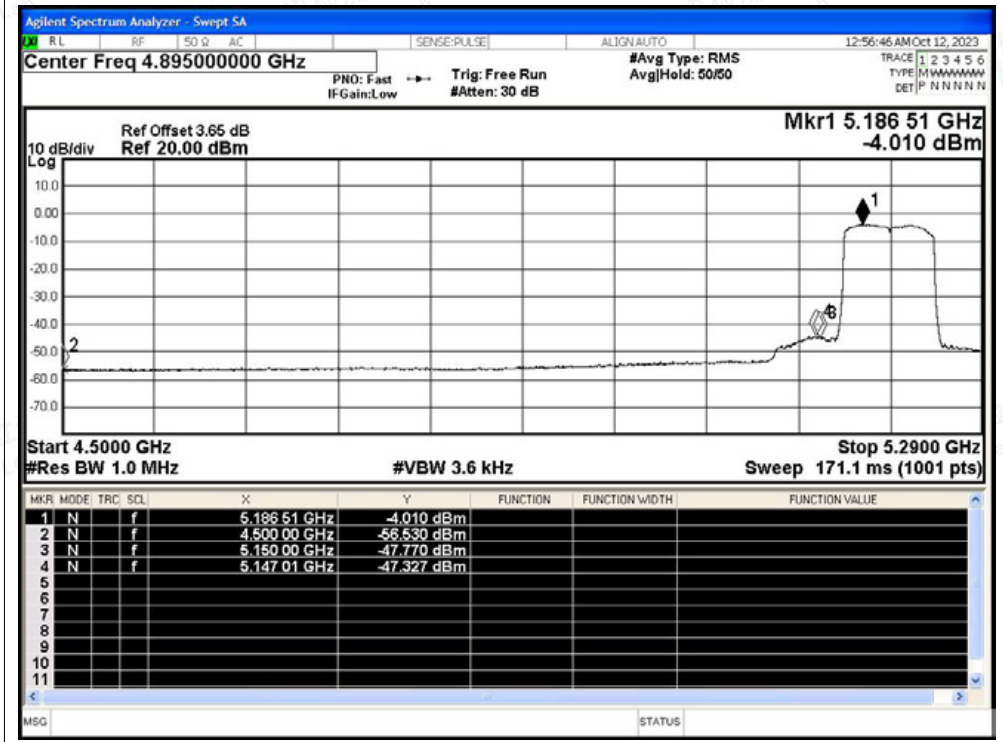 Agilent Spectrum Analyzer - Swept SA
RL RF 50 Ω AC SENSE:PULSE ALIGNAUTO 12:56:46 AM Oct 12, 2023
Center Freq 4.895000000 GHz #Avg Type: RMS TRACE 1 2 3 4 5 6
PNO: Fast Trig: Free Run Avg|Hold: 50/50 TYPE MWWWWW
IFGain:Low #Atten: 30 dB DET P N N N N N
Mkr1 5.186 51 GHz
Ref Offset 3.65 dB
10 dB/div Ref 20.00 dBm -4.010 dBm
Log
10.0
1
0.00
-10.0
-20.0
-30.0
4 3
-40.0
2
-50.0
-60.0
-70.0
Start 4.5000 GHz Stop 5.2900 GHz
#Res BW 1.0 MHz #VBW 3.6 kHz Sweep 171.1 ms (1001 pts)
MKR MODE TRC SCL X Y FUNCTION FUNCTION WIDTH FUNCTION VALUE
1 N f 5.186 51 GHz -4.010 dBm
2 N f 4.500 00 GHz -56.530 dBm
3 N f 5.150 00 GHz -47.770 dBm
4 N f 5.147 01 GHz -47.327 dBm
5
6
7
8
9
10
11
MSG STATUS